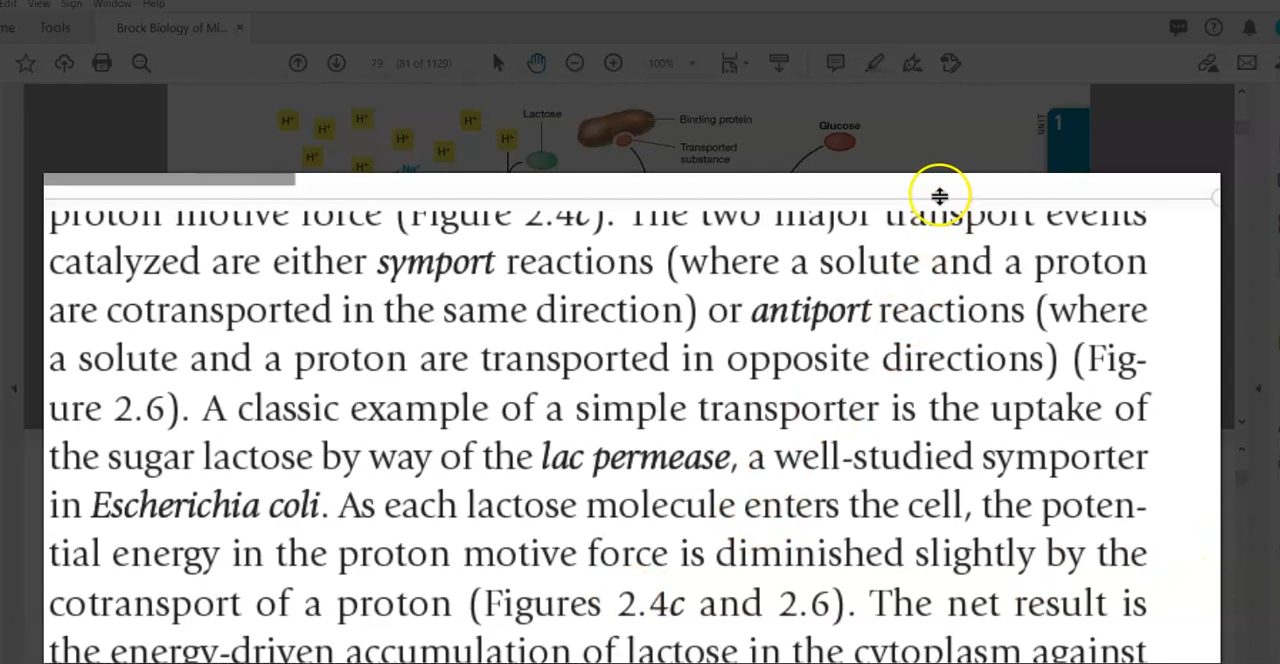 Edit View Sign Window Help
me Tools Brock Biology of Mi... ×
79 (81 of 1129) 100%
H⁺ H⁺ H⁺ H⁺ H⁺ H⁺ H⁺ H⁺ H⁺
Lactose
Binding protein
Transported
substance
Glucose
UNIT 1
Na⁺
proton motive force (Figure 2.4c). The two major transport events
catalyzed are either symport reactions (where a solute and a proton
are cotransported in the same direction) or antiport reactions (where
a solute and a proton are transported in opposite directions) (Fig-
ure 2.6). A classic example of a simple transporter is the uptake of
the sugar lactose by way of the lac permease, a well-studied symporter
in Escherichia coli. As each lactose molecule enters the cell, the poten-
tial energy in the proton motive force is diminished slightly by the
cotransport of a proton (Figures 2.4c and 2.6). The net result is
the energy-driven accumulation of lactose in the cytoplasm against